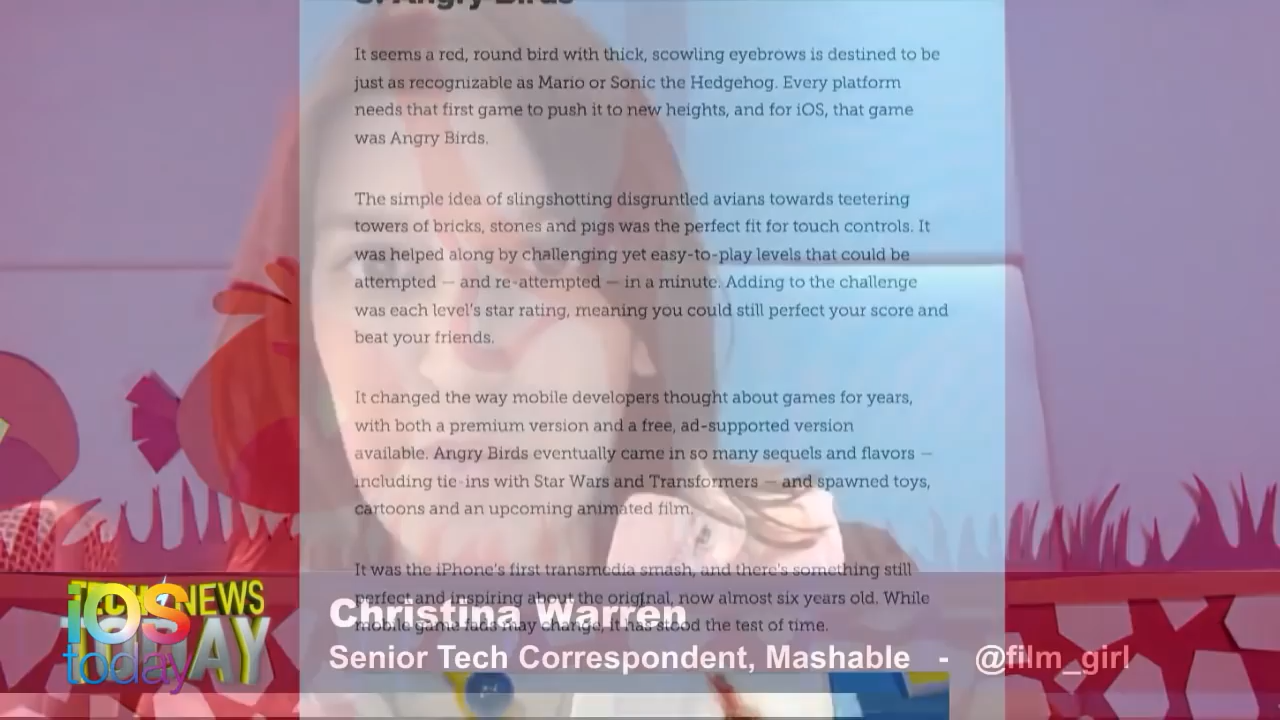 Angry Birds
It seems a red, round bird with thick, scowling eyebrows is destined to be
just as recognizable as Mario or Sonic the Hedgehog. Every platform
needs that first game to push it to new heights, and for iOS, that game
was Angry Birds.
The simple idea of slingshotting disgruntled avians towards teetering
towers of bricks, stones and pigs was the perfect fit for touch controls. It
was helped along by challenging yet easy-to-play levels that could be
attempted — and re-attempted — in a minute. Adding to the challenge
was each level's star rating, meaning you could still perfect your score and
beat your friends.
It changed the way mobile developers thought about games for years,
with both a premium version and a free, ad-supported version
available. Angry Birds eventually came in so many sequels and flavors —
including tie-ins with Star Wars and Transformers — and spawned toys,
cartoons and an upcoming animated film.
It was the iPhone's first transmedia smash, and there's something still
perfect and inspiring about the original, now almost six years old. While
mobile game fads may change, it has stood the test of time.
TECH NEWS
TODAY
iOS
today
Christina Warren
Senior Tech Correspondent, Mashable - @film_girl